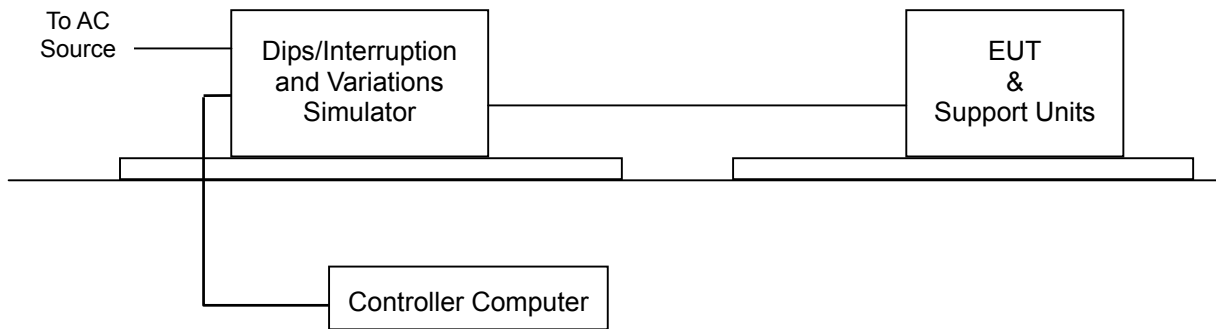 To AC
Source
Dips/Interruption
and Variations
Simulator
EUT
&
Support Units
Controller Computer